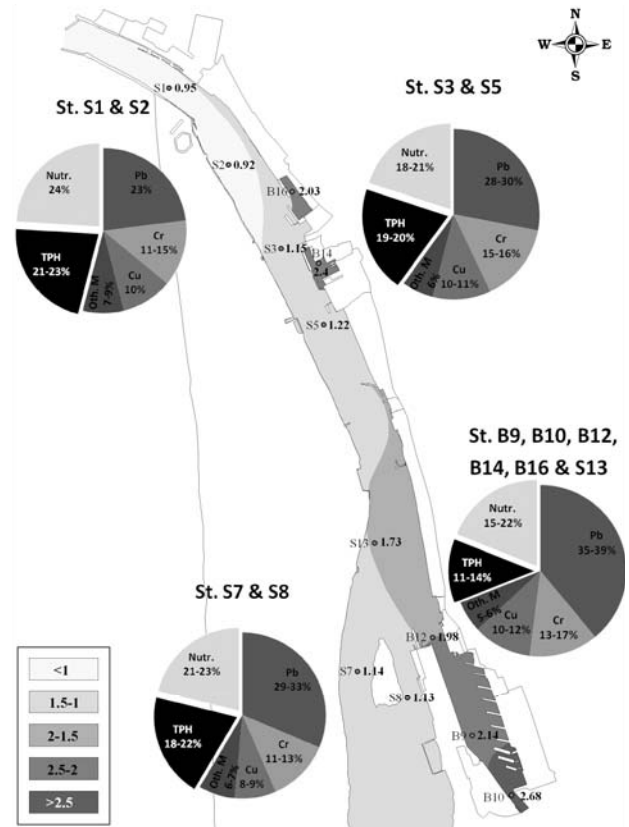 N
W E
S
St. S1 & S2
Nutr.
24%
Pb
23%
Cr
11-15%
Cu
10%
Oth. M
7-9%
TPH
21-23%
St. S3 & S5
Nutr.
18-21%
Pb
28-30%
Cr
15-16%
Cu
10-11%
Oth. M
6%
TPH
19-20%
S1 0.95
S2 0.92
B16 2.03
S3 1.15
B14
2.4
S5 1.22
St. B9, B10, B12,
B14, B16 & S13
Nutr.
15-22%
Pb
35-39%
Cr
13-17%
Cu
10-12%
Oth. M
5-6%
TPH
11-14%
S13 1.73
B12 1.98
S7 1.14
S8 1.13
B9 2.14
B10 2.68
St. S7 & S8
Nutr.
21-23%
Pb
29-33%
Cr
11-13%
Cu
8-9%
Oth. M
6-7%
TPH
18-22%
<1
1.5-1
2-1.5
2.5-2
>2.5